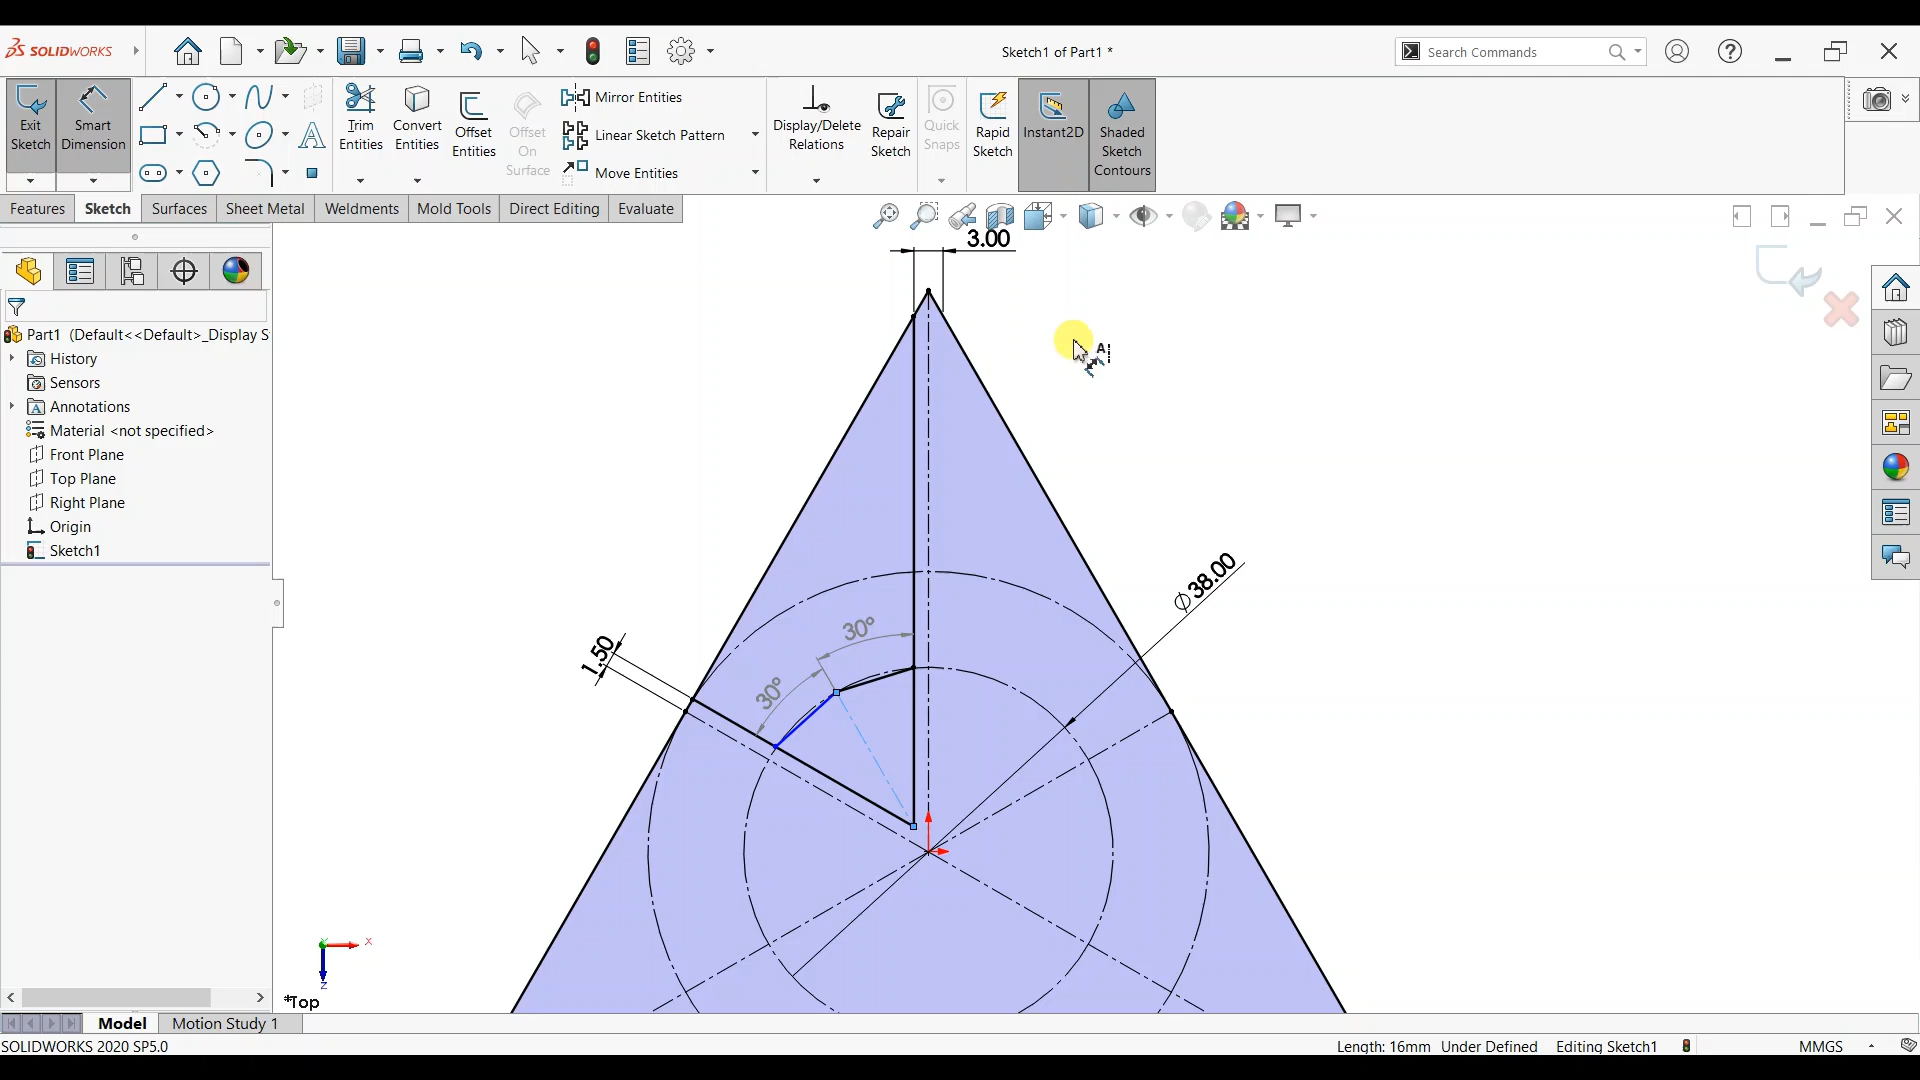 SOLIDWORKS
Sketch1 of Part1 *
Search Commands
Exit Sketch
Smart Dimension
Trim Entities
Convert Entities
Offset Entities
Offset On Surface
Mirror Entities
Linear Sketch Pattern
Move Entities
Display/Delete Relations
Repair Sketch
Quick Snaps
Rapid Sketch
Instant2D
Shaded Sketch Contours
Features
Sketch
Surfaces
Sheet Metal
Weldments
Mold Tools
Direct Editing
Evaluate
Part1 (Default<<Default>_Display S
History
Sensors
Annotations
Material <not specified>
Front Plane
Top Plane
Right Plane
Origin
Sketch1
3.00
Ø38.00
30°
30°
1.50
A
X
Y
Z
*Top
Model
Motion Study 1
SOLIDWORKS 2020 SP5.0
Length: 16mm
Under Defined
Editing Sketch1
MMGS